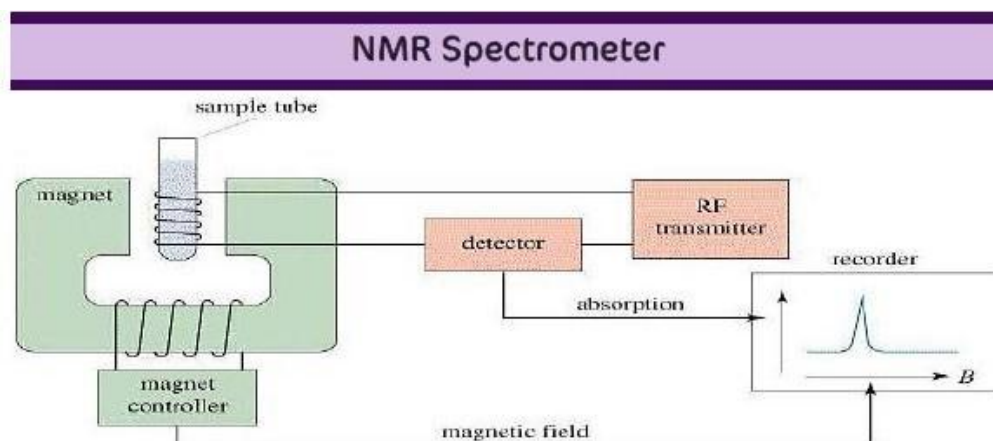 NMR Spectrometer
sample tube
magnet
RF
transmitter
detector
recorder
absorption
B
magnet
controller
magnetic field